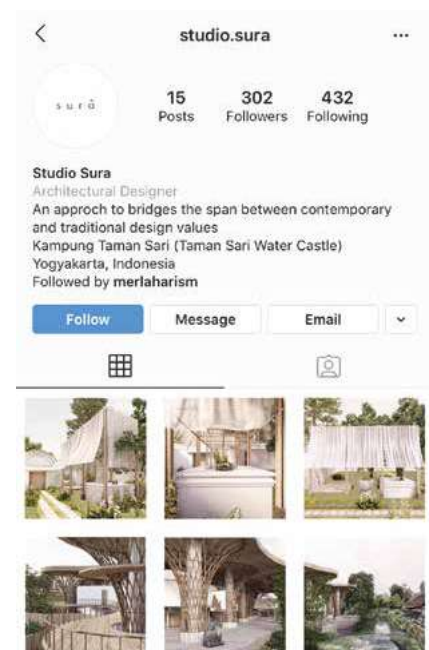 studio.sura
surå
15 302 432
Posts Followers Following
Studio Sura
Architectural Designer
An approch to bridges the span between contemporary
and traditional design values
Kampung Taman Sari (Taman Sari Water Castle)
Yogyakarta, Indonesia
Followed by merlaharism
Follow Message Email